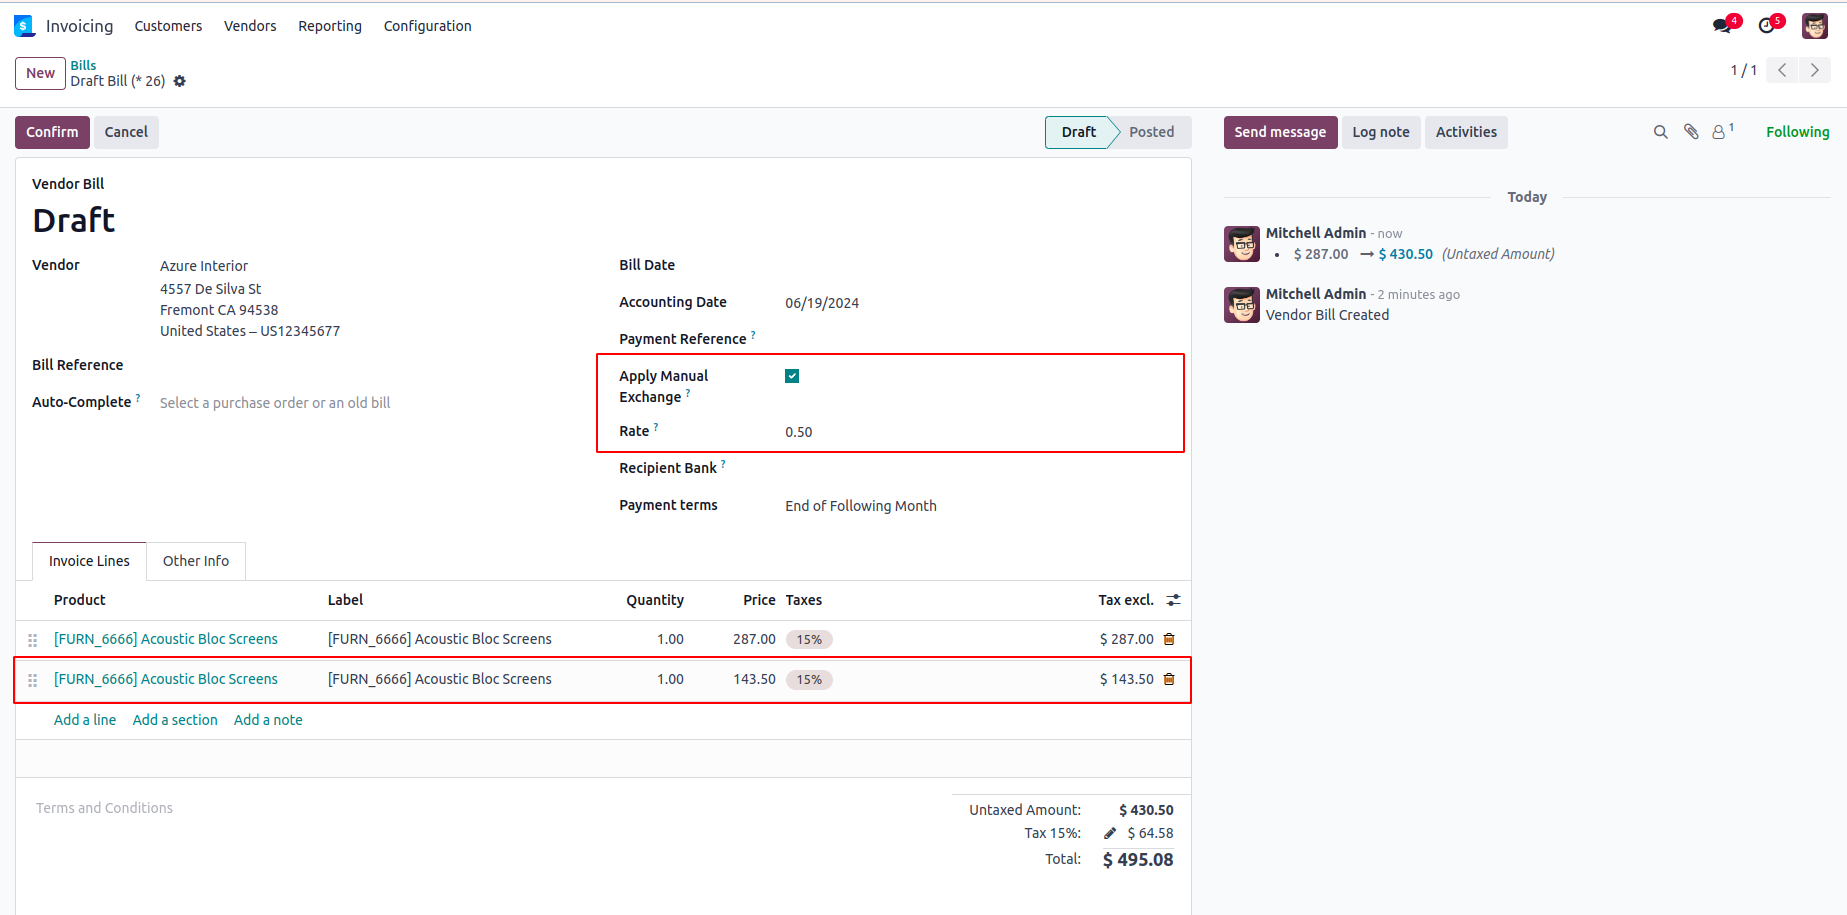 Invoicing Customers Vendors Reporting Configuration 4 5
New Bills
Draft Bill (* 26) 1 / 1
Confirm Cancel Draft Posted Send message Log note Activities 1 Following
Vendor Bill
Draft
Vendor Azure Interior
4557 De Silva St
Fremont CA 94538
United States – US12345677
Bill Reference
Auto-Complete ? Select a purchase order or an old bill
Bill Date
Accounting Date 06/19/2024
Payment Reference ?
Apply Manual
Exchange ?
Rate ? 0.50
Recipient Bank ?
Payment terms End of Following Month
Today
Mitchell Admin - now
• $ 287.00 → $ 430.50 (Untaxed Amount)
Mitchell Admin - 2 minutes ago
Vendor Bill Created
Invoice Lines Other Info
Product Label Quantity Price Taxes Tax excl.
[FURN_6666] Acoustic Bloc Screens [FURN_6666] Acoustic Bloc Screens 1.00 287.00 15% $ 287.00
[FURN_6666] Acoustic Bloc Screens [FURN_6666] Acoustic Bloc Screens 1.00 143.50 15% $ 143.50
Add a line Add a section Add a note
Terms and Conditions
Untaxed Amount: $ 430.50
Tax 15%: $ 64.58
Total: $ 495.08